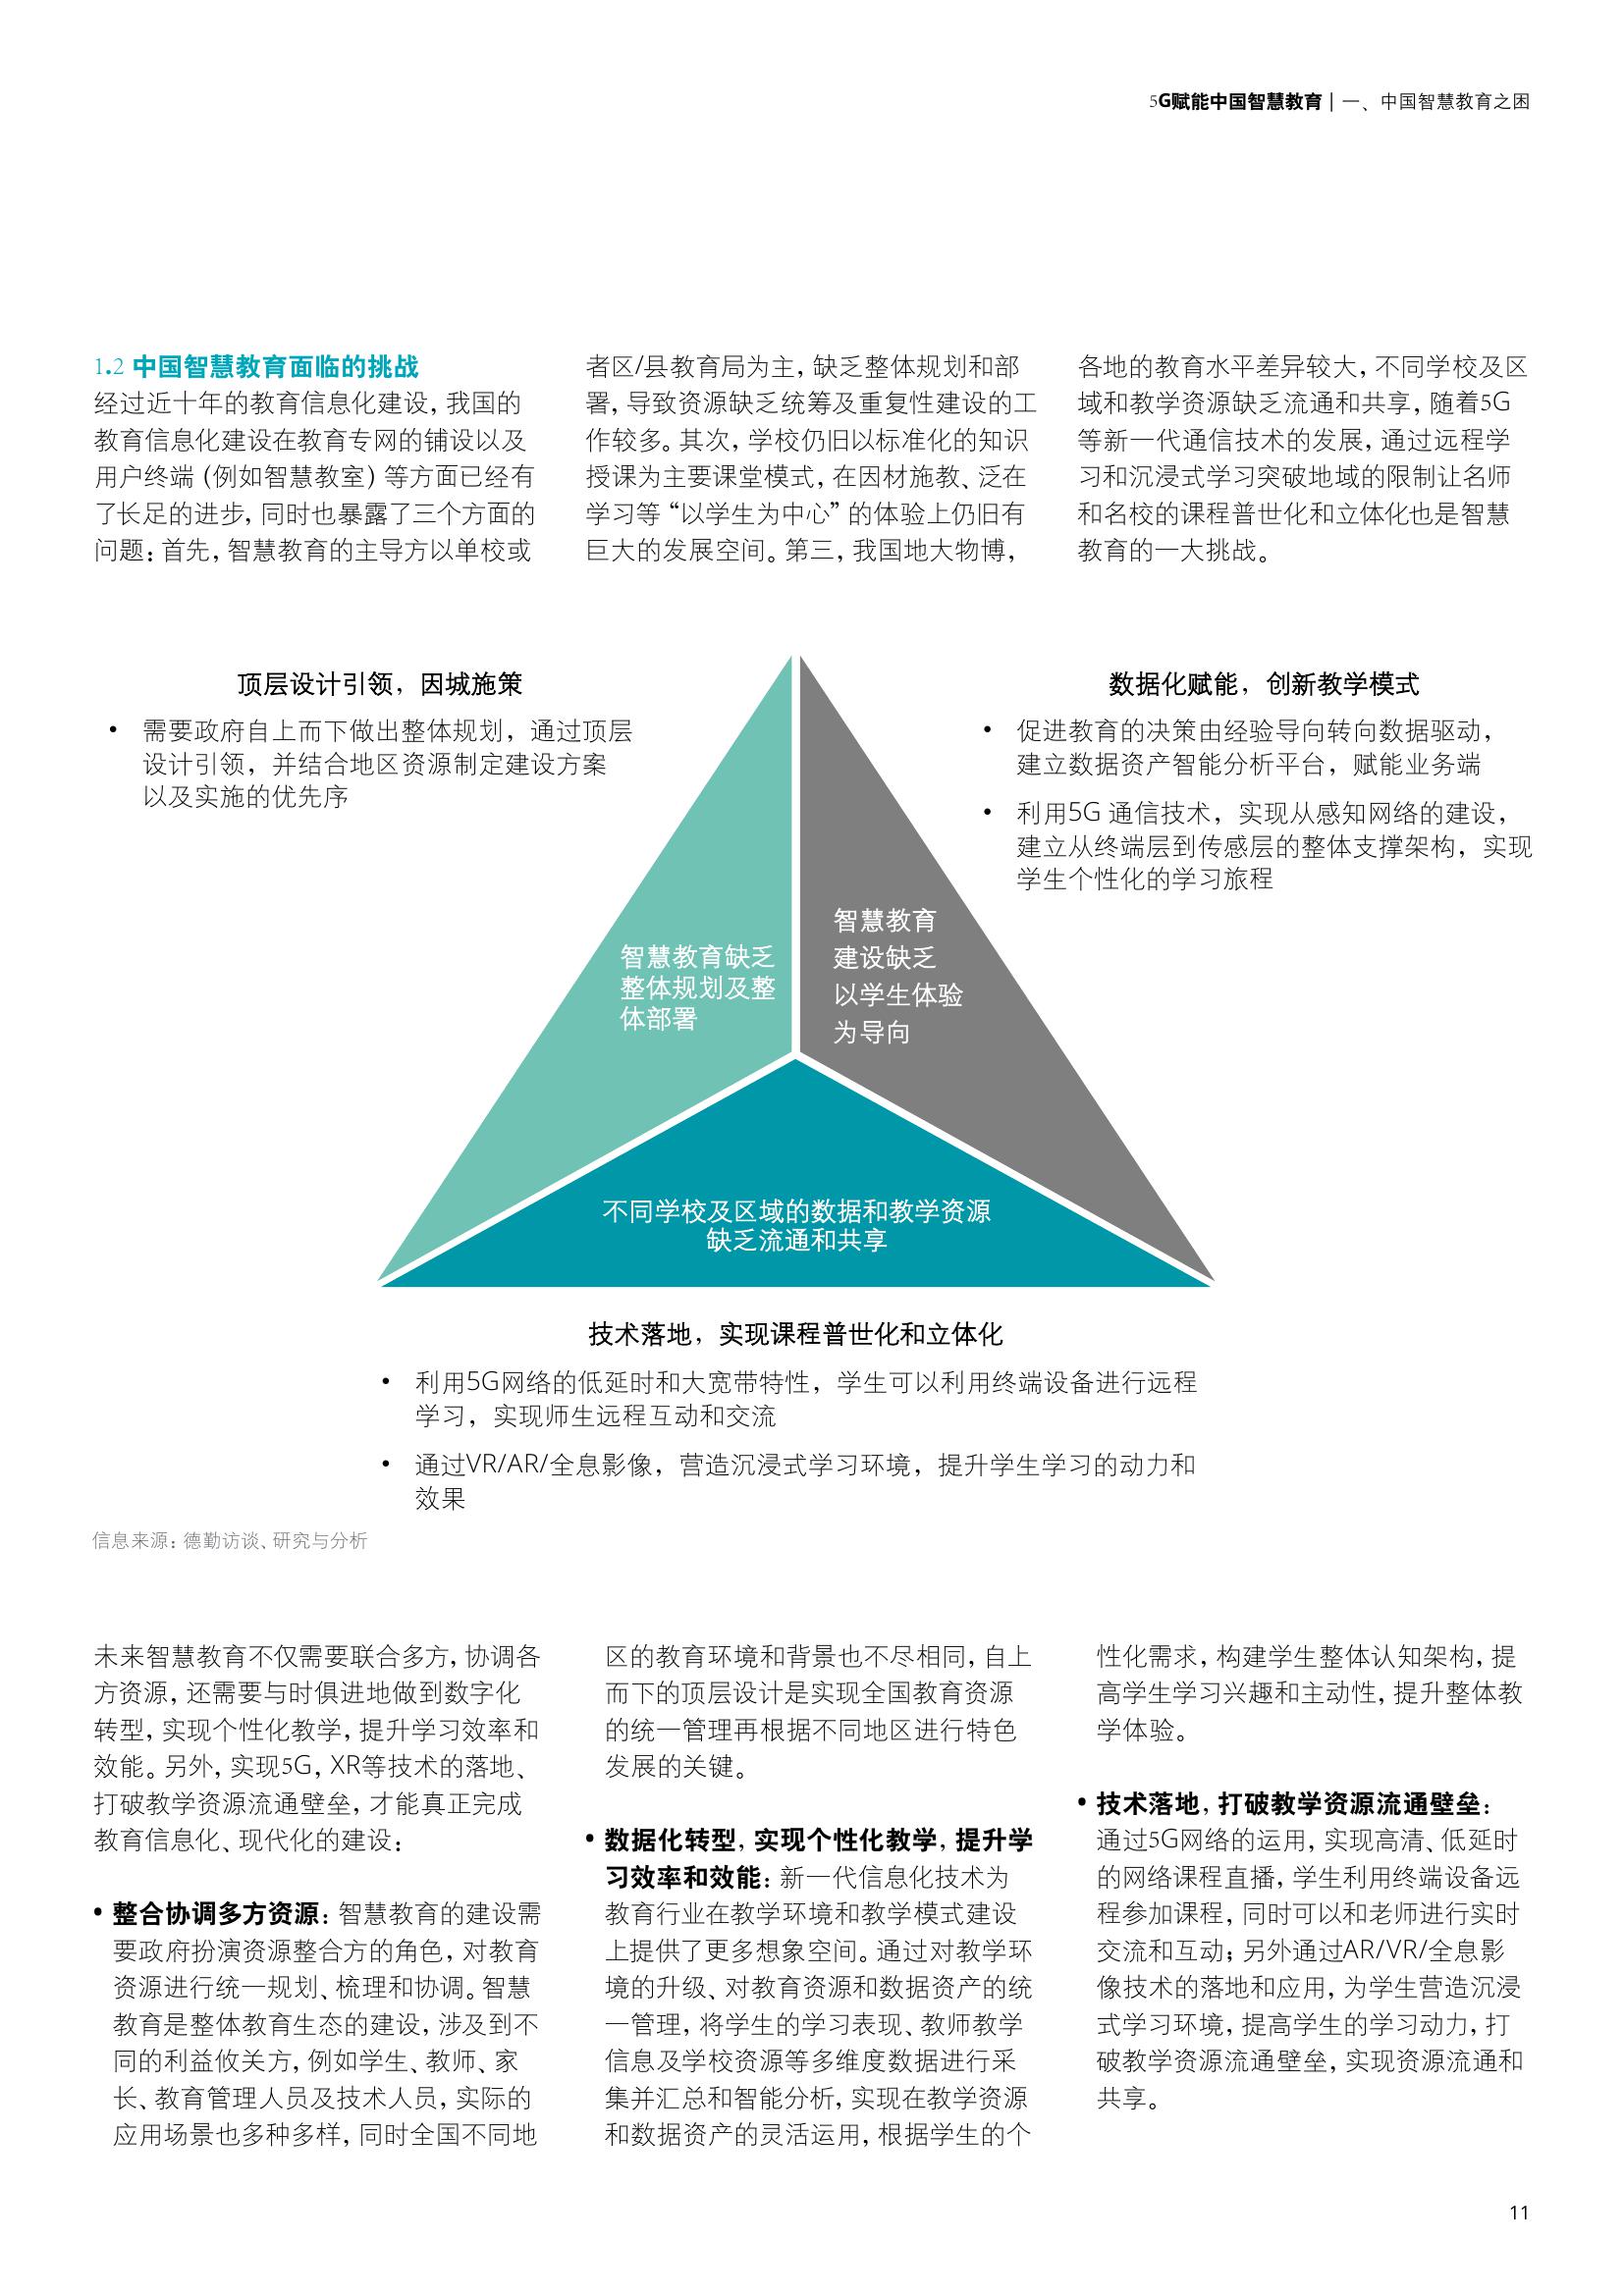 5G赋能中国智慧教育 | 一、中国智慧教育之困
1.2 中国智慧教育面临的挑战
经过近十年的教育信息化建设，我国的
教育信息化建设在教育专网的铺设以及
用户终端（例如智慧教室）等方面已经有
了长足的进步，同时也暴露了三个方面的
问题：首先，智慧教育的主导方以单校或
者区/县教育局为主，缺乏整体规划和部
署，导致资源缺乏统筹及重复性建设的工
作较多。其次，学校仍旧以标准化的知识
授课为主要课堂模式，在因材施教、泛在
学习等“以学生为中心”的体验上仍旧有
巨大的发展空间。第三，我国地大物博，
各地的教育水平差异较大，不同学校及区
域和教学资源缺乏流通和共享，随着5G
等新一代通信技术的发展，通过远程学
习和沉浸式学习突破地域的限制让名师
和名校的课程普世化和立体化也是智慧
教育的一大挑战。
顶层设计引领，因城施策
• 需要政府自上而下做出整体规划，通过顶层
设计引领，并结合地区资源制定建设方案
以及实施的优先序
数据化赋能，创新教学模式
• 促进教育的决策由经验导向转向数据驱动，
建立数据资产智能分析平台，赋能业务端
• 利用5G 通信技术，实现从感知网络的建设，
建立从终端层到传感层的整体支撑架构，实现
学生个性化的学习旅程
智慧教育缺乏
整体规划及整
体部署
智慧教育
建设缺乏
以学生体验
为导向
不同学校及区域的数据和教学资源
缺乏流通和共享
技术落地，实现课程普世化和立体化
• 利用5G网络的低延时和大宽带特性，学生可以利用终端设备进行远程
学习，实现师生远程互动和交流
• 通过VR/AR/全息影像，营造沉浸式学习环境，提升学生学习的动力和
效果
信息来源：德勤访谈、研究与分析
未来智慧教育不仅需要联合多方，协调各
方资源，还需要与时俱进地做到数字化
转型，实现个性化教学，提升学习效率和
效能。另外，实现5G，XR等技术的落地、
打破教学资源流通壁垒，才能真正完成
教育信息化、现代化的建设：
• 整合协调多方资源：智慧教育的建设需
要政府扮演资源整合方的角色，对教育
资源进行统一规划、梳理和协调。智慧
教育是整体教育生态的建设，涉及到不
同的利益攸关方，例如学生、教师、家
长、教育管理人员及技术人员，实际的
应用场景也多种多样，同时全国不同地
区的教育环境和背景也不尽相同，自上
而下的顶层设计是实现全国教育资源
的统一管理再根据不同地区进行特色
发展的关键。
• 数据化转型，实现个性化教学，提升学
习效率和效能：新一代信息化技术为
教育行业在教学环境和教学模式建设
上提供了更多想象空间。通过对教学环
境的升级、对教育资源和数据资产的统
一管理，将学生的学习表现、教师教学
信息及学校资源等多维度数据进行采
集并汇总和智能分析，实现在教学资源
和数据资产的灵活运用，根据学生的个
性化需求，构建学生整体认知架构，提
高学生学习兴趣和主动性，提升整体教
学体验。
• 技术落地，打破教学资源流通壁垒：
通过5G网络的运用，实现高清、低延时
的网络课程直播，学生利用终端设备远
程参加课程，同时可以和老师进行实时
交流和互动；另外通过AR/VR/全息影
像技术的落地和应用，为学生营造沉浸
式学习环境，提高学生的学习动力，打
破教学资源流通壁垒，实现资源流通和
共享。
11